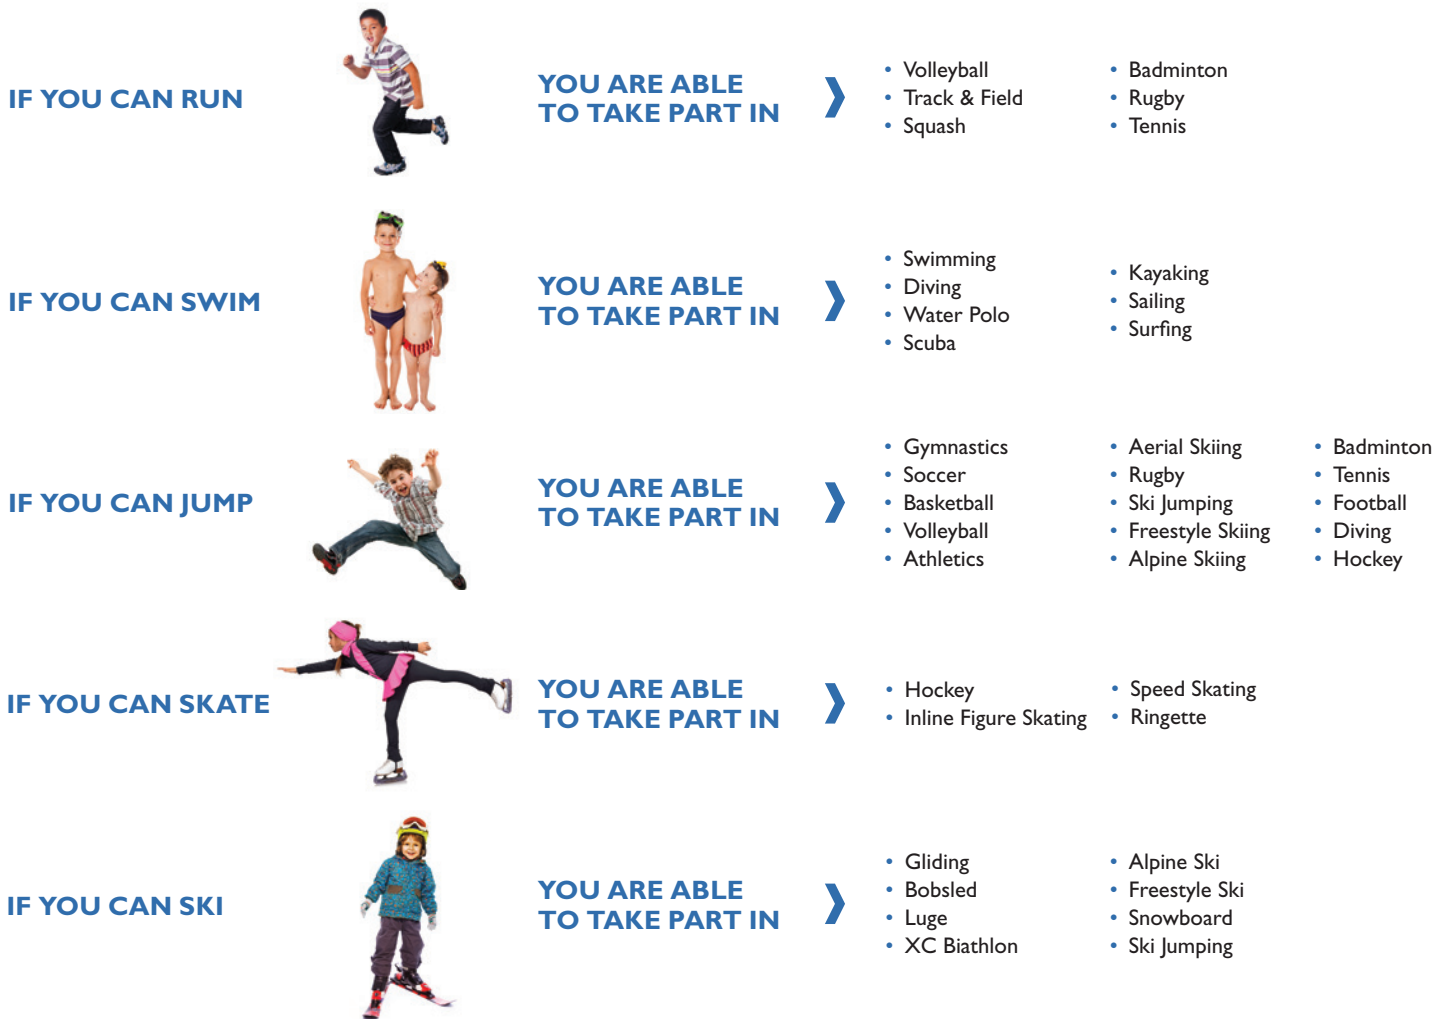 IF YOU CAN RUN
YOU ARE ABLE
TO TAKE PART IN
• Volleyball
• Track & Field
• Squash
• Badminton
• Rugby
• Tennis
IF YOU CAN SWIM
YOU ARE ABLE
TO TAKE PART IN
• Swimming
• Diving
• Water Polo
• Scuba
• Kayaking
• Sailing
• Surfing
IF YOU CAN JUMP
YOU ARE ABLE
TO TAKE PART IN
• Gymnastics
• Soccer
• Basketball
• Volleyball
• Athletics
• Aerial Skiing
• Rugby
• Ski Jumping
• Freestyle Skiing
• Alpine Skiing
• Badminton
• Tennis
• Football
• Diving
• Hockey
IF YOU CAN SKATE
YOU ARE ABLE
TO TAKE PART IN
• Hockey
• Inline Figure Skating
• Speed Skating
• Ringette
IF YOU CAN SKI
YOU ARE ABLE
TO TAKE PART IN
• Gliding
• Bobsled
• Luge
• XC Biathlon
• Alpine Ski
• Freestyle Ski
• Snowboard
• Ski Jumping